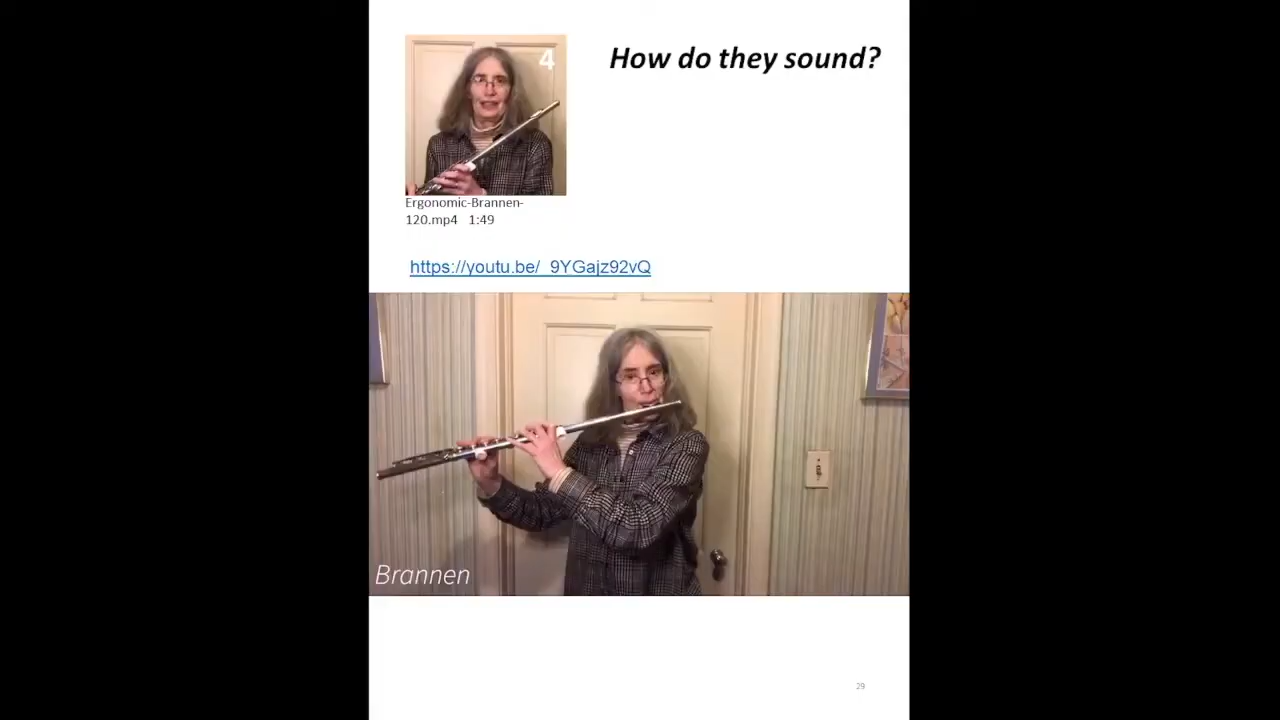 4
How do they sound?
Ergonomic-Brannen-
120.mp4 1:49
https://youtu.be/_9YGajz92vQ
Brannen
29